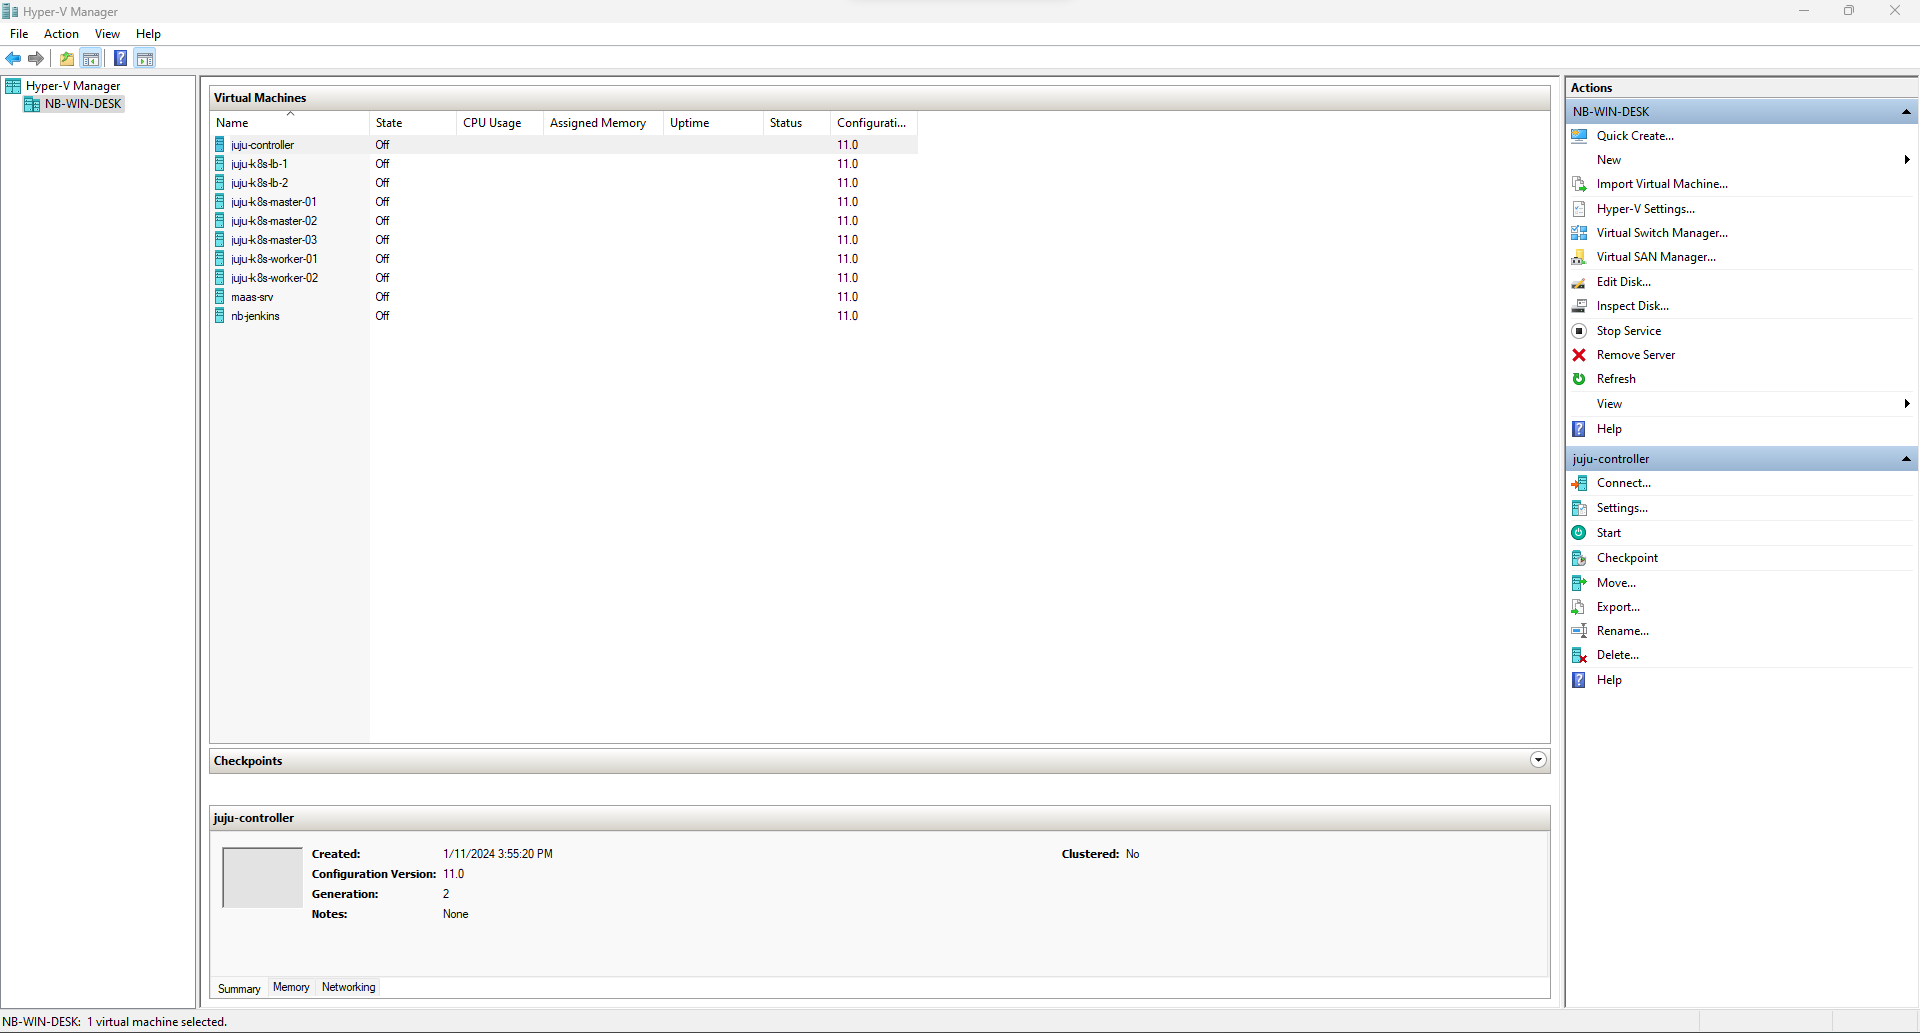 Hyper-V Manager
File Action View Help
Hyper-V Manager
NB-WIN-DESK
Virtual Machines
Name State CPU Usage Assigned Memory Uptime Status Configurati...
juju-controller Off 11.0
juju-k8s-lb-1 Off 11.0
juju-k8s-lb-2 Off 11.0
juju-k8s-master-01 Off 11.0
juju-k8s-master-02 Off 11.0
juju-k8s-master-03 Off 11.0
juju-k8s-worker-01 Off 11.0
juju-k8s-worker-02 Off 11.0
maas-srv Off 11.0
nb-jenkins Off 11.0
Checkpoints
juju-controller
Created: 1/11/2024 3:55:20 PM Clustered: No
Configuration Version: 11.0
Generation: 2
Notes: None
Summary Memory Networking
Actions
NB-WIN-DESK
Quick Create...
New
Import Virtual Machine...
Hyper-V Settings...
Virtual Switch Manager...
Virtual SAN Manager...
Edit Disk...
Inspect Disk...
Stop Service
Remove Server
Refresh
View
Help
juju-controller
Connect...
Settings...
Start
Checkpoint
Move...
Export...
Rename...
Delete...
Help
NB-WIN-DESK: 1 virtual machine selected.